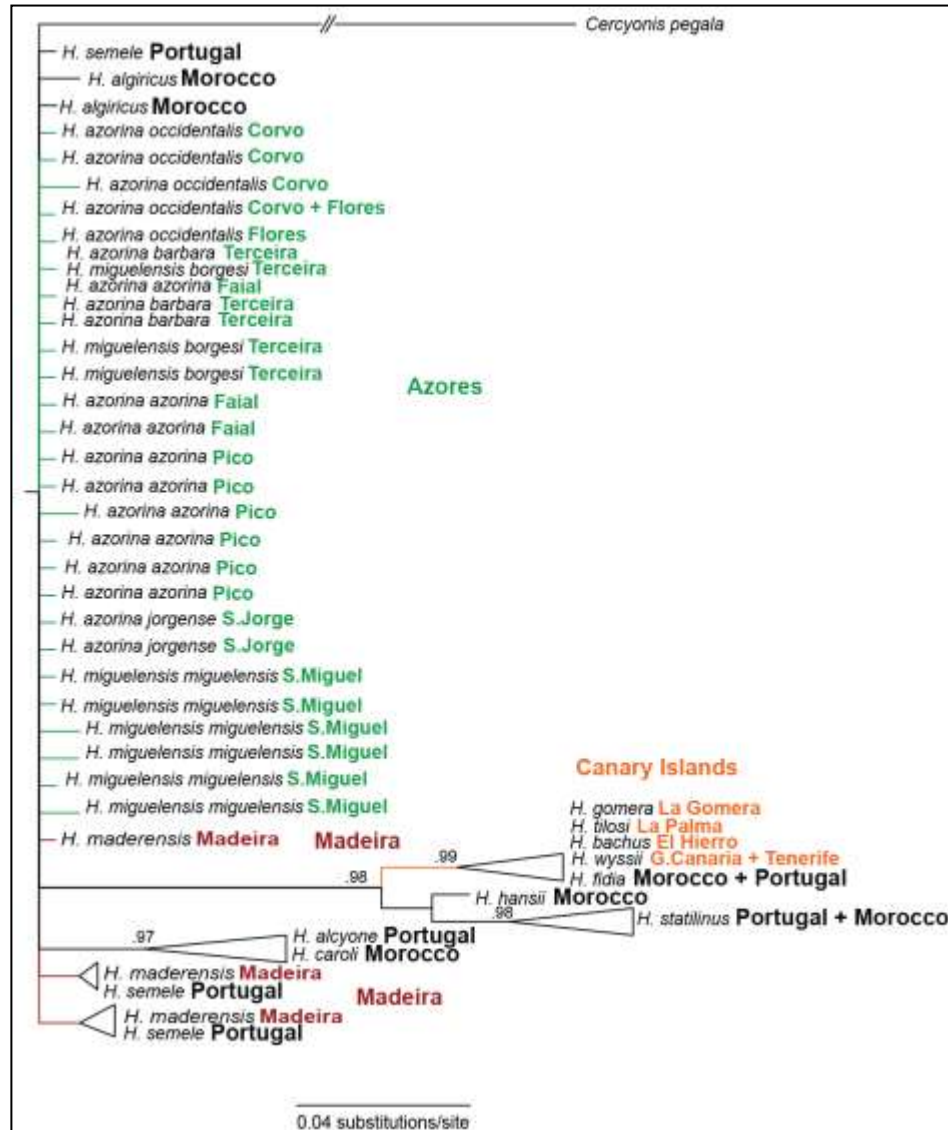 Cercyonis pegala
H. semele Portugal
H. algiricus Morocco
H. algiricus Morocco
H. azorina occidentalis Corvo
H. azorina occidentalis Corvo
H. azorina occidentalis Corvo
H. azorina occidentalis Corvo + Flores
H. azorina occidentalis Flores
H. azorina barbara Terceira
H. miguelensis borgesi Terceira
H. azorina azorina Faial
H. azorina barbara Terceira
H. azorina barbara Terceira
H. miguelensis borgesi Terceira
H. miguelensis borgesi Terceira
Azores
H. azorina azorina Faial
H. azorina azorina Faial
H. azorina azorina Pico
H. azorina azorina Pico
H. azorina azorina Pico
H. azorina azorina Pico
H. azorina azorina Pico
H. azorina azorina Pico
H. azorina jorgense S.Jorge
H. azorina jorgense S.Jorge
H. miguelensis miguelensis S.Miguel
H. miguelensis miguelensis S.Miguel
H. miguelensis miguelensis S.Miguel
H. miguelensis miguelensis S.Miguel
H. miguelensis miguelensis S.Miguel
H. miguelensis miguelensis S.Miguel
Canary Islands
H. gomera La Gomera
H. tilosi La Palma
H. maderensis Madeira Madeira
H. bachus El Hierro
.99
H. wyssii G.Canaria + Tenerife
.98
H. fidia Morocco + Portugal
H. hansii Morocco
.98
H. statilinus Portugal + Morocco
.97
H. alcyone Portugal
H. caroli Morocco
H. maderensis Madeira
H. semele Portugal
Madeira
H. maderensis Madeira
H. semele Portugal
0.04 substitutions/site